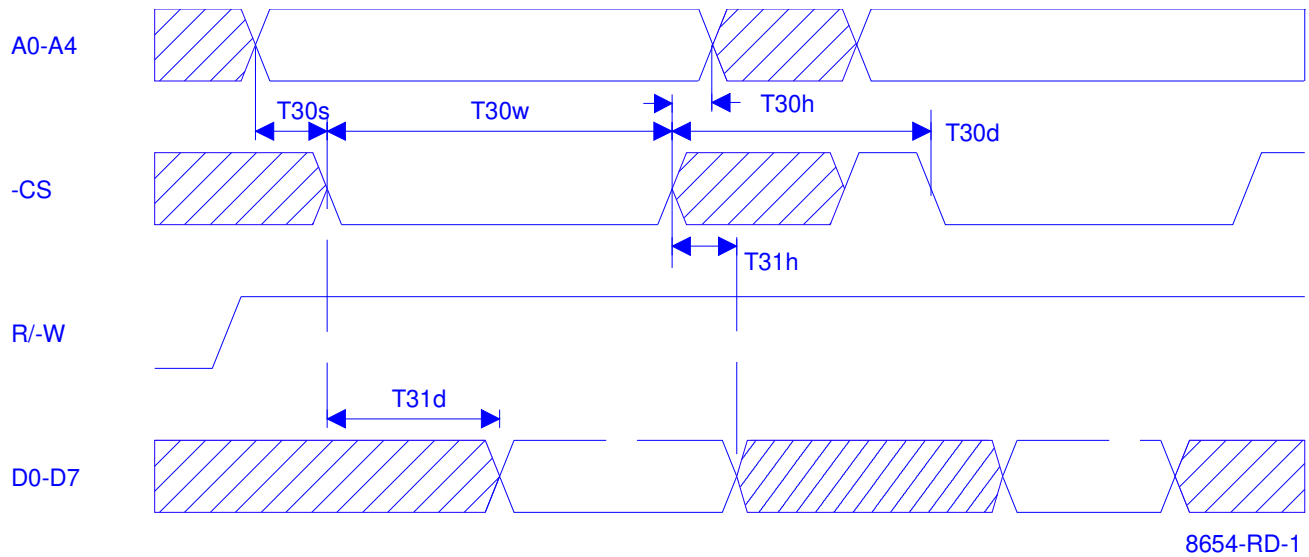 A0-A4
T30s
T30w
T30h
T30d
-CS
T31h
R/-W
T31d
D0-D7
8654-RD-1